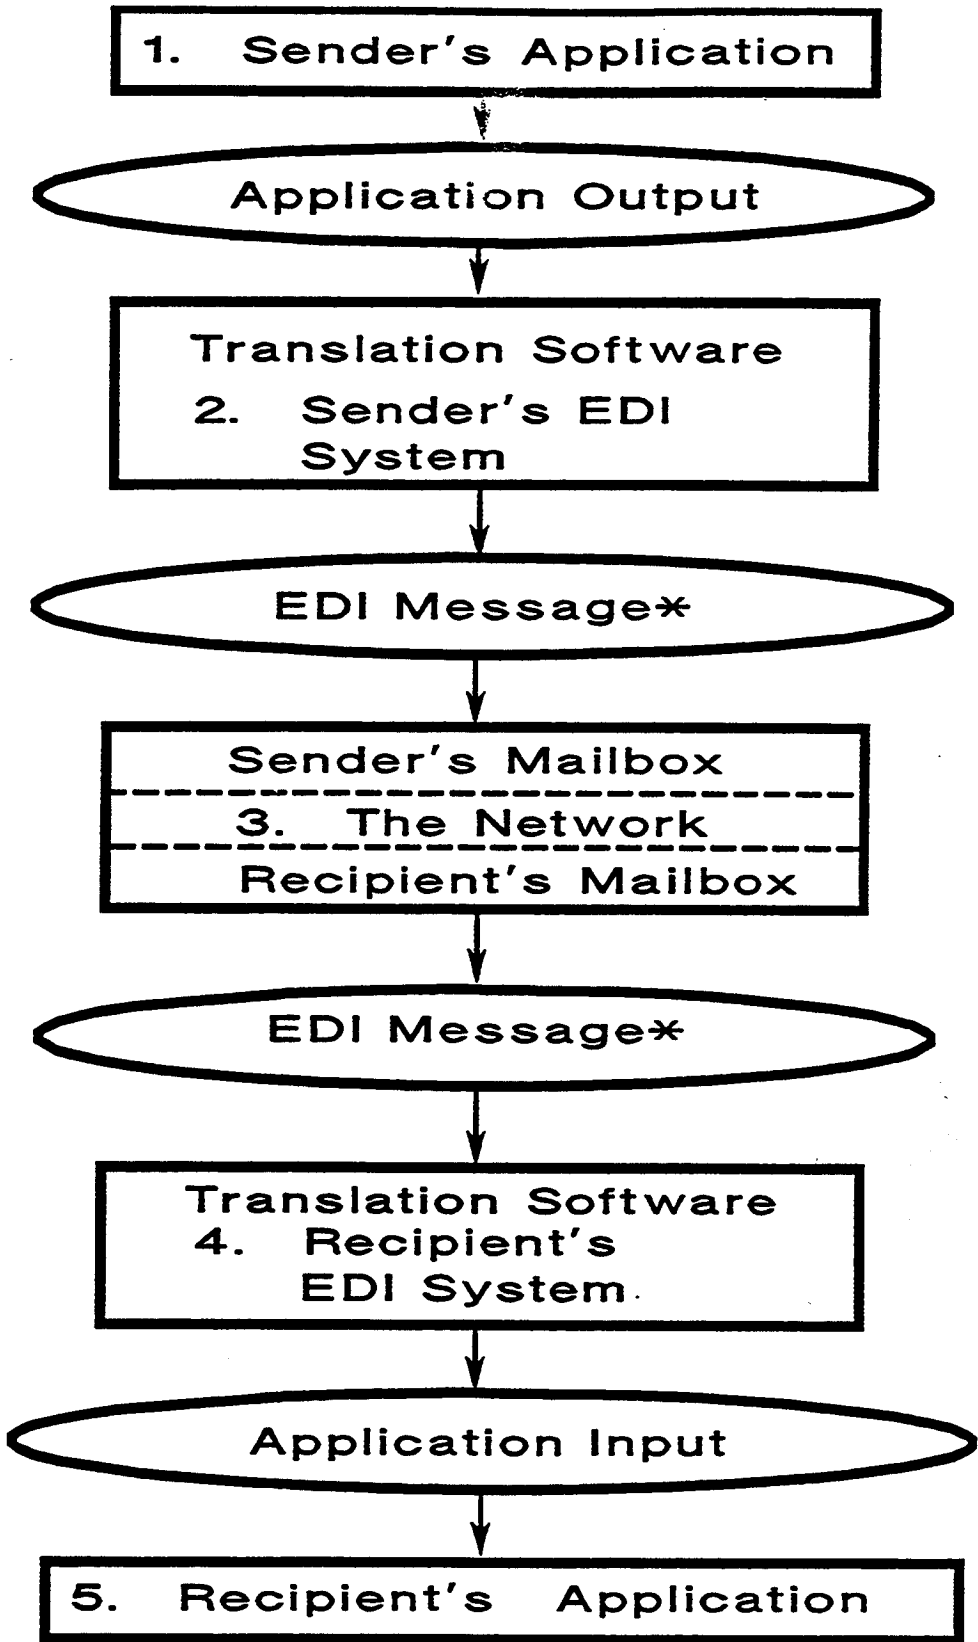 1. Sender's Application
Application Output
Translation Software
2. Sender's EDI
System
EDI Message*
Sender's Mailbox
3. The Network
Recipient's Mailbox
EDI Message*
Translation Software
4. Recipient's
EDI System
Application Input
5. Recipient's Application